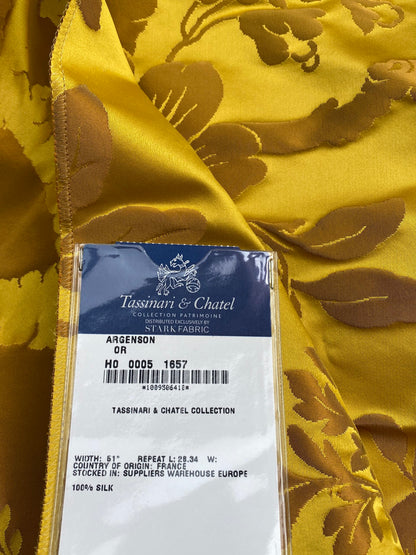 Tassinari & Chatel
COLLECTION PATRIMOINE
DISTRIBUTED EXCLUSIVELY BY
STARK FABRIC
ARGENSON
OR
HO 0005 1657
*1009506410*
TASSINARI & CHATEL COLLECTION
WIDTH: 51" REPEAT L: 28.34 W:
COUNTRY OF ORIGIN: FRANCE
STOCKED IN: SUPPLIERS WAREHOUSE EUROPE
100% SILK